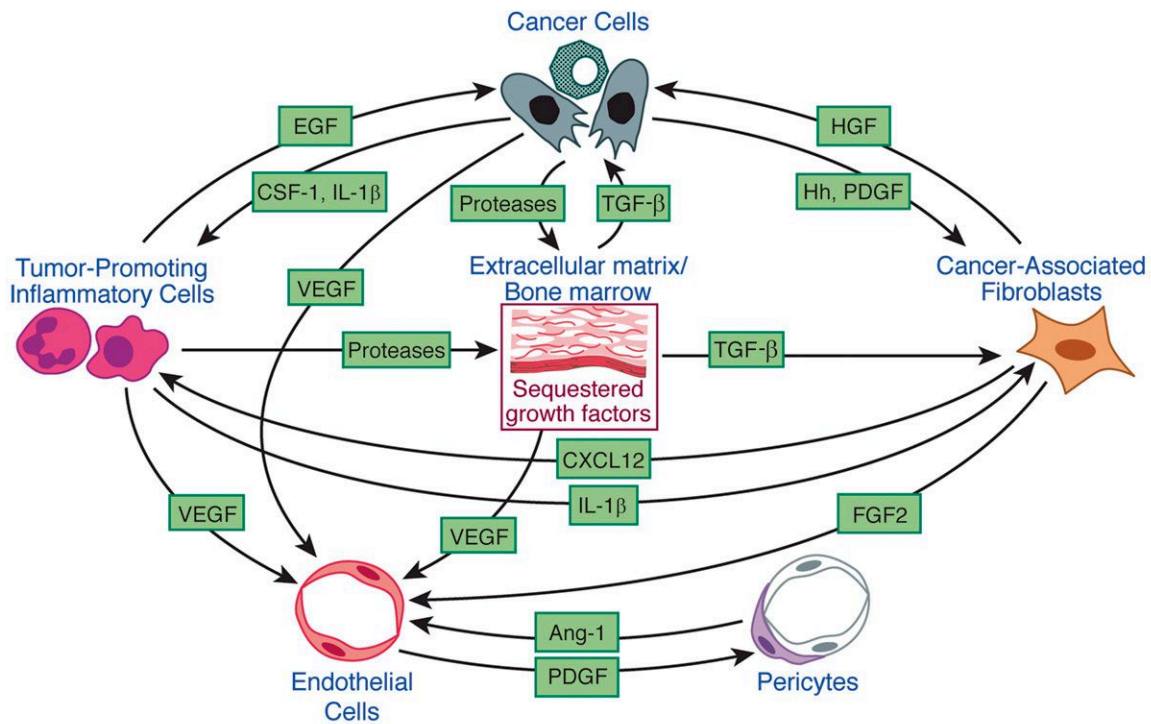 Cancer Cells
EGF
HGF
CSF-1, IL-1β
Proteases
TGF-β
Hh, PDGF
Tumor-Promoting
Inflammatory Cells
VEGF
Extracellular matrix/
Bone marrow
Cancer-Associated
Fibroblasts
Proteases
TGF-β
Sequestered
growth factors
CXCL12
IL-1β
VEGF
VEGF
FGF2
Ang-1
PDGF
Endothelial
Cells
Pericytes